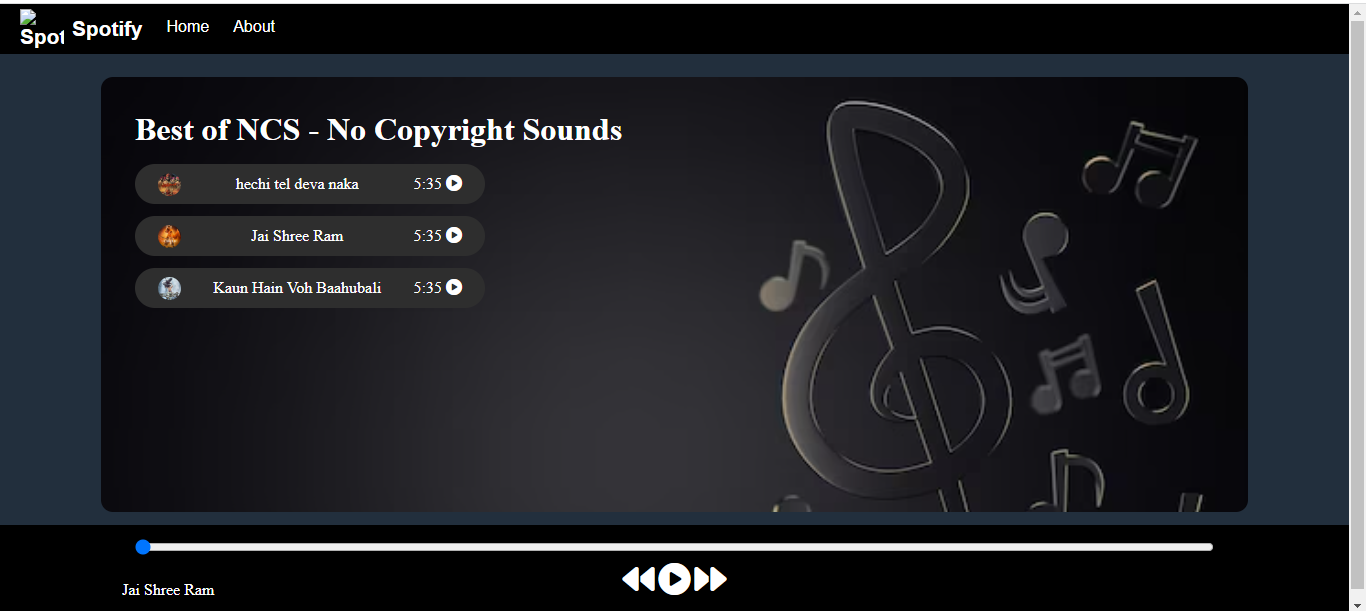 Spot Spotify Home About
Best of NCS - No Copyright Sounds
hechi tel deva naka 5:35
Jai Shree Ram 5:35
Kaun Hain Voh Baahubali 5:35
Jai Shree Ram